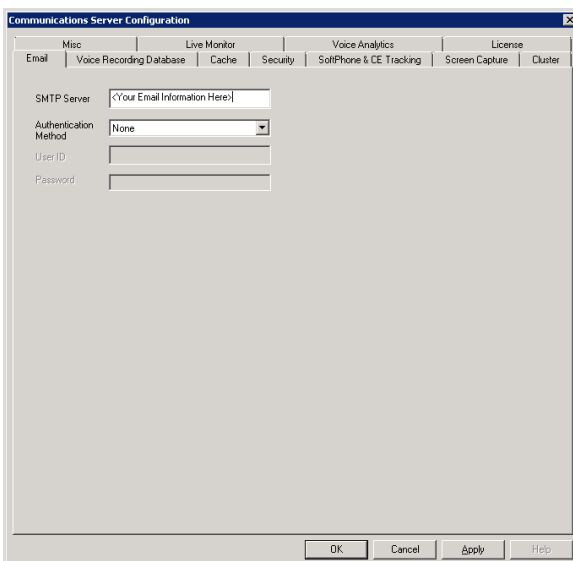 Communications Server Configuration
Misc Live Monitor Voice Analytics License
Email Voice Recording Database Cache Security SoftPhone & CE Tracking Screen Capture Cluster
SMTP Server <Your Email Information Here>
Authentication
Method None
User ID
Password
OK Cancel Apply Help